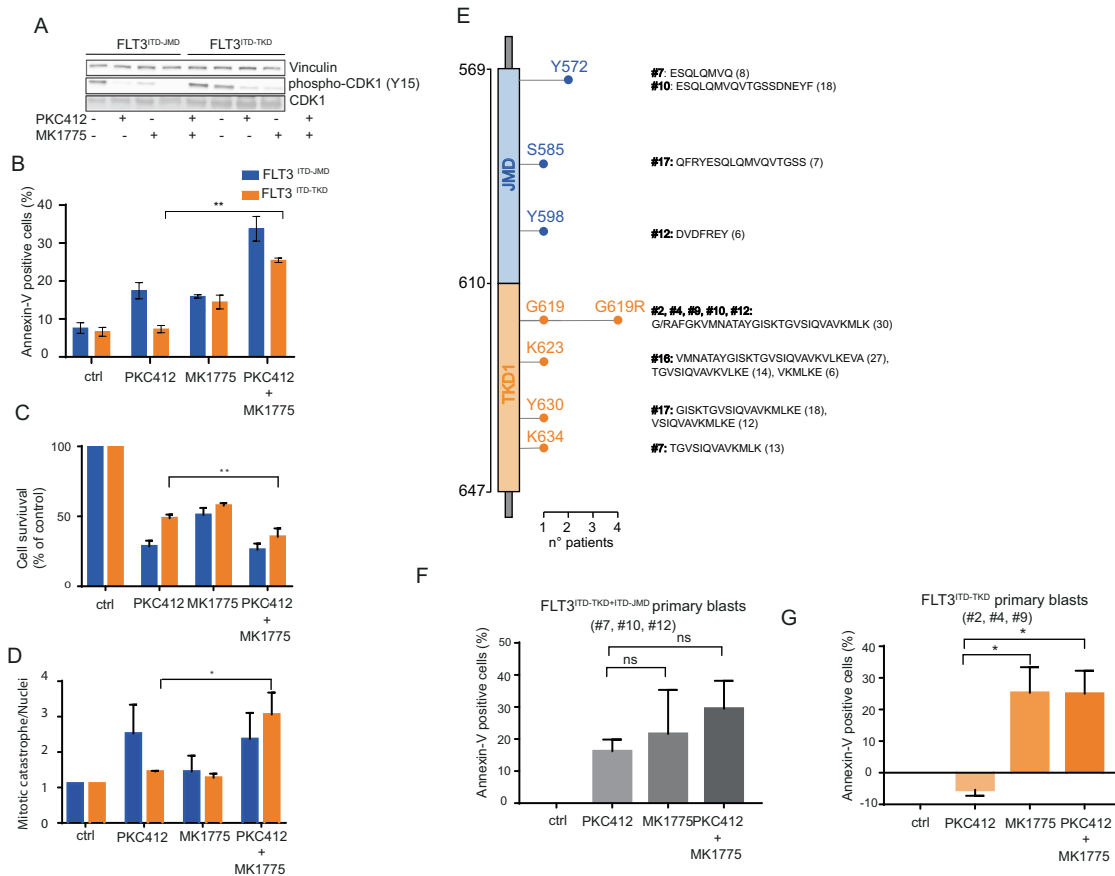 A
FLT3ITD-JMD FLT3ITD-TKD
Vinculin
phospho-CDK1 (Y15)
CDK1
PKC412 - + - + - + - +
MK1775 - - + + - - + +
B
FLT3 ITD-JMD
FLT3 ITD-TKD
**
Annexin-V positive cells (%)
40
30
20
10
0
ctrl PKC412 MK1775 PKC412
+
MK1775
C
**
Cell surviuval
(% of control)
100
50
0
ctrl PKC412 MK1775 PKC412
+
MK1775
D
*
Mitotic catastrophe/Nuclei
4
3
2
1
0
ctrl PKC412 MK1775 PKC412
+
MK1775
E
569
610
647
JMD
TKD1
Y572
#7: ESQLQMVQ (8)
#10: ESQLQMVQVTGSSDNEYF (18)
S585
#17: QFRYESQLQMVQVTGSS (7)
Y598
#12: DVDFREY (6)
G619 G619R
#2, #4, #9, #10, #12:
G/RAFGKVMNATAYGISKTGVSIQVAVKMLK (30)
K623
#16: VMNATAYGISKTGVSIQVAVKVLKEVA (27),
TGVSIQVAVKVLKE (14), VKMLKE (6)
Y630
#17: GISKTGVSIQVAVKMLKE (18),
VSIQVAVKMLKE (12)
K634
#7: TGVSIQVAVKMLK (13)
1 2 3 4
n° patients
F
FLT3ITD-TKD+ITD-JMD primary blasts
(#7, #10, #12)
ns
ns
Annexin-V positive cells (%)
50
40
30
20
10
0
ctrl PKC412 MK1775 PKC412
+
MK1775
G
FLT3ITD-TKD primary blasts
(#2, #4, #9)
*
*
Annexin-V positive cells (%)
40
30
20
10
0
-10
ctrl PKC412 MK1775 PKC412
+
MK1775